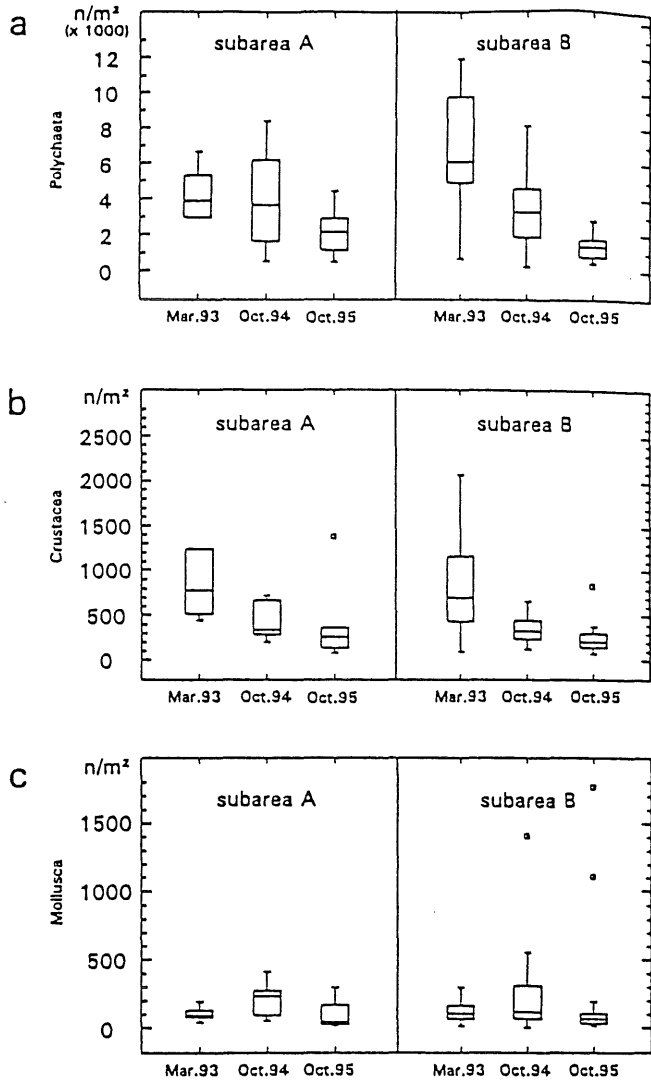 a
n/m²
(x 1000)
subarea A
subarea B
12
10
8
6
4
2
0
Polychaeta
Mar.93 Oct.94 Oct.95 Mar.93 Oct.94 Oct.95
b
n/m²
subarea A
subarea B
2500
2000
1500
1000
500
0
Crustacea
Mar.93 Oct.94 Oct.95 Mar.93 Oct.94 Oct.95
c
n/m²
subarea A
subarea B
1500
1000
500
0
Mollusca
Mar.93 Oct.94 Oct.95 Mar.93 Oct.94 Oct.95